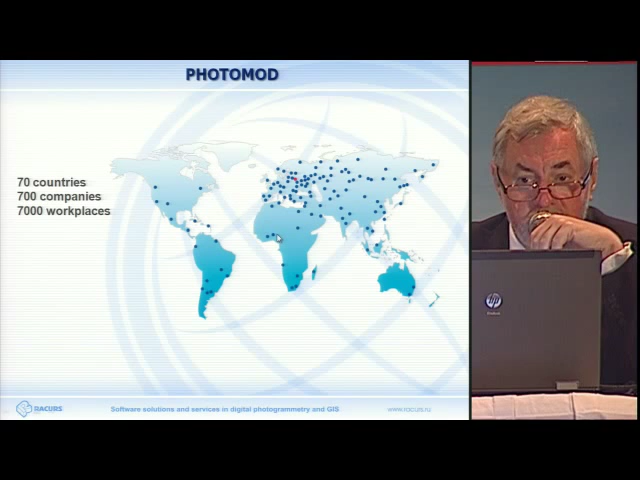 PHOTOMOD
70 countries
700 companies
7000 workplaces
RACURS
Software solutions and services in digital photogrammetry and GIS
www.racurs.ru
hp